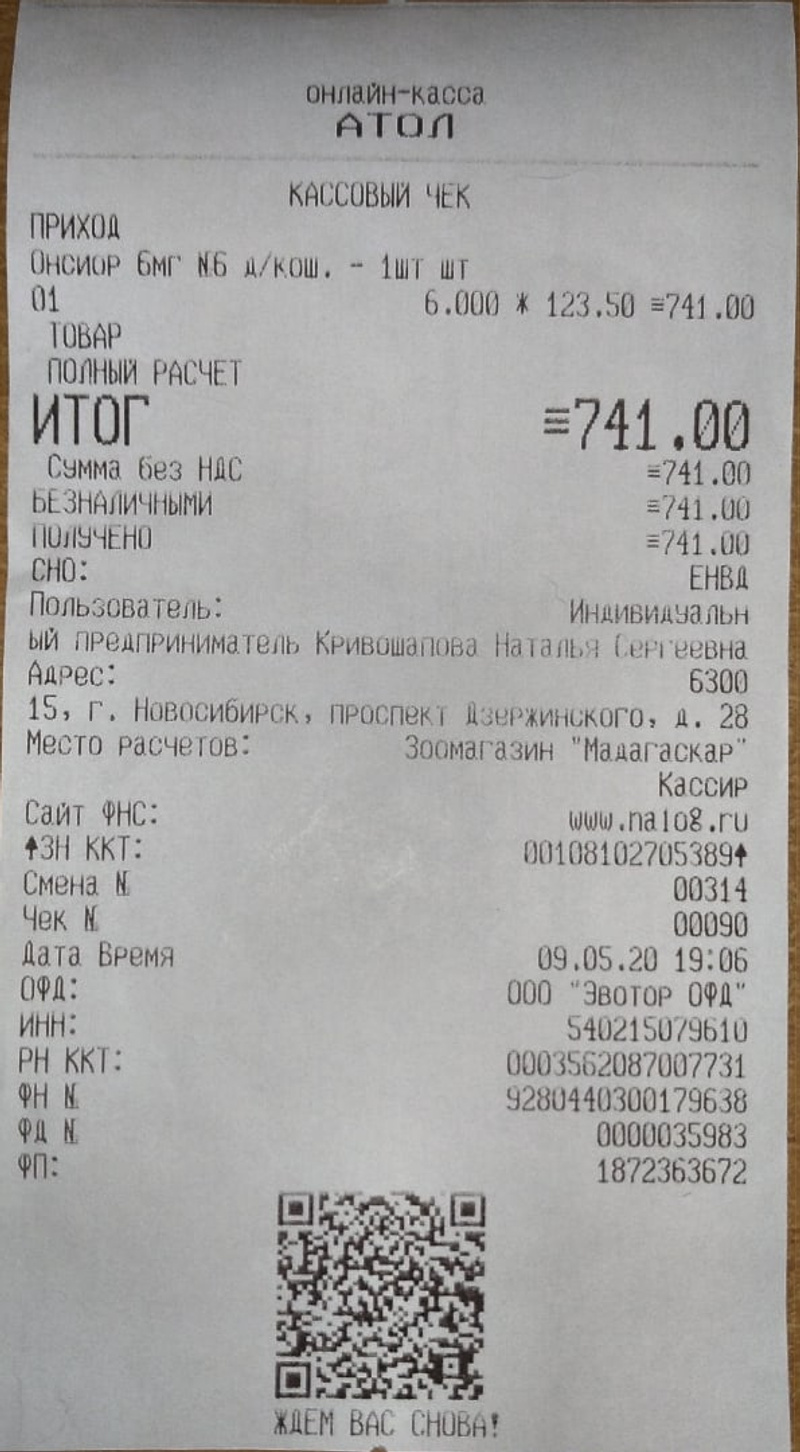 онлайн-касса
АТОЛ
КАССОВЫЙ ЧЕК
ПРИХОД
Онсиор 6мг №6 д/кош. - 1шт шт
01 6.000 * 123.50 ≡741.00
ТОВАР
ПОЛНЫЙ РАСЧЕТ
ИТОГ ≡741.00
Сумма без НДС ≡741.00
БЕЗНАЛИЧНЫМИ ≡741.00
ПОЛУЧЕНО ≡741.00
СНО: ЕНВД
Пользователь: Индивидуальн
ый предприниматель Кривошапова Наталья Сергеевна
Адрес: 6300
15, г. Новосибирск, проспект Дзержинского, д. 28
Место расчетов: Зоомагазин "Мадагаскар"
Кассир
Сайт ФНС: www.nalog.ru
↑ЗН ККТ: 00108102705389↑
Смена № 00314
Чек № 00090
Дата Время 09.05.20 19:06
ОФД: ООО "Эвотор ОФД"
ИНН: 540215079610
РН ККТ: 0003562087007731
ФН № 9280440300179638
ФД № 0000035983
ФП: 1872363672
ЖДЕМ ВАС СНОВА!